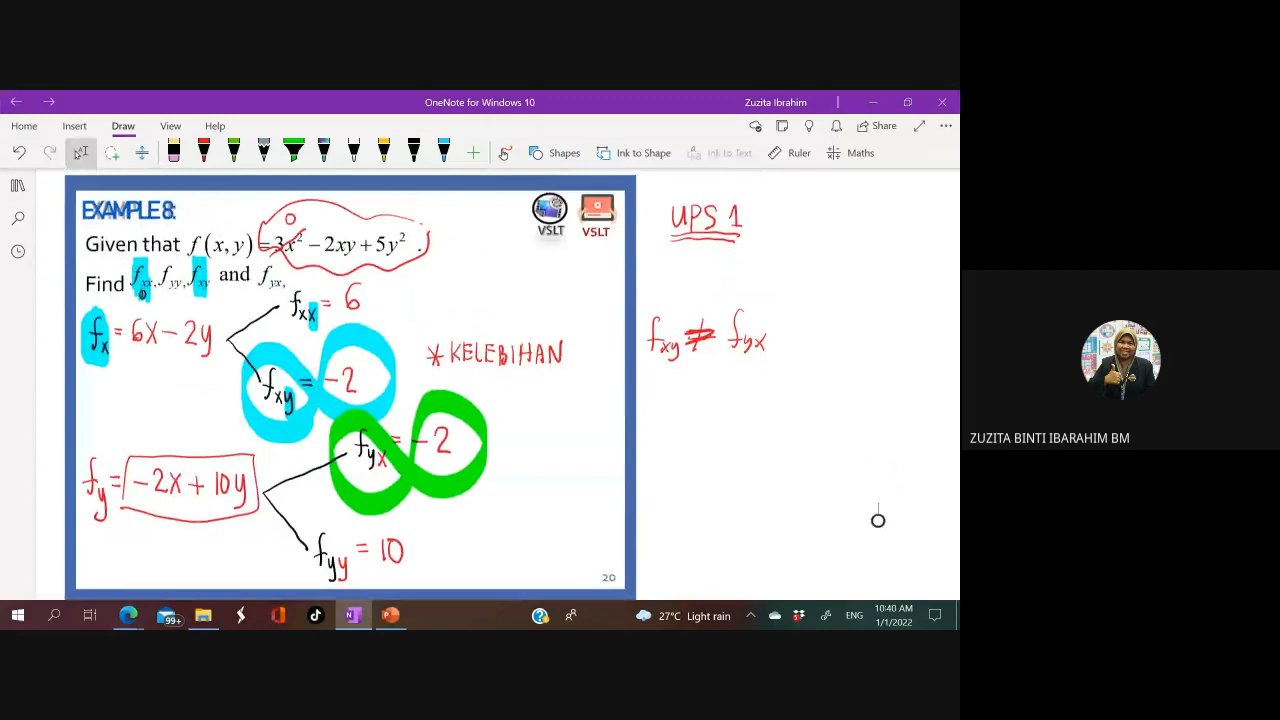 OneNote for Windows 10
Zuzita Ibrahim
Home Insert Draw View Help
Share
Shapes Ink to Shape Ink to Text Ruler Maths
EXAMPLE 8:
VSLT VSLT
Given that f(x, y) = 3x² − 2xy + 5y² .
0
Find fxx, fyy, fxy and fyx,
fxx = 6
fx = 6x − 2y
fxy = −2
* KELEBIHAN
fyx = −2
fy = −2x + 10y
fyy = 10
20
UPS 1
fxy ≠ fyx
ZUZITA BINTI IBARAHIM BM
99+
27°C Light rain
5
ENG
10:40 AM
1/1/2022